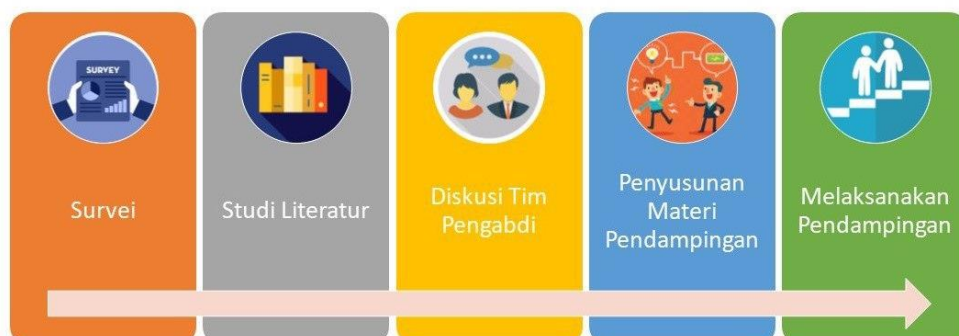 SURVEY
Survei
Studi Literatur
Diskusi Tim
Pengabdi
Penyusunan
Materi
Pendampingan
Melaksanakan
Pendampingan